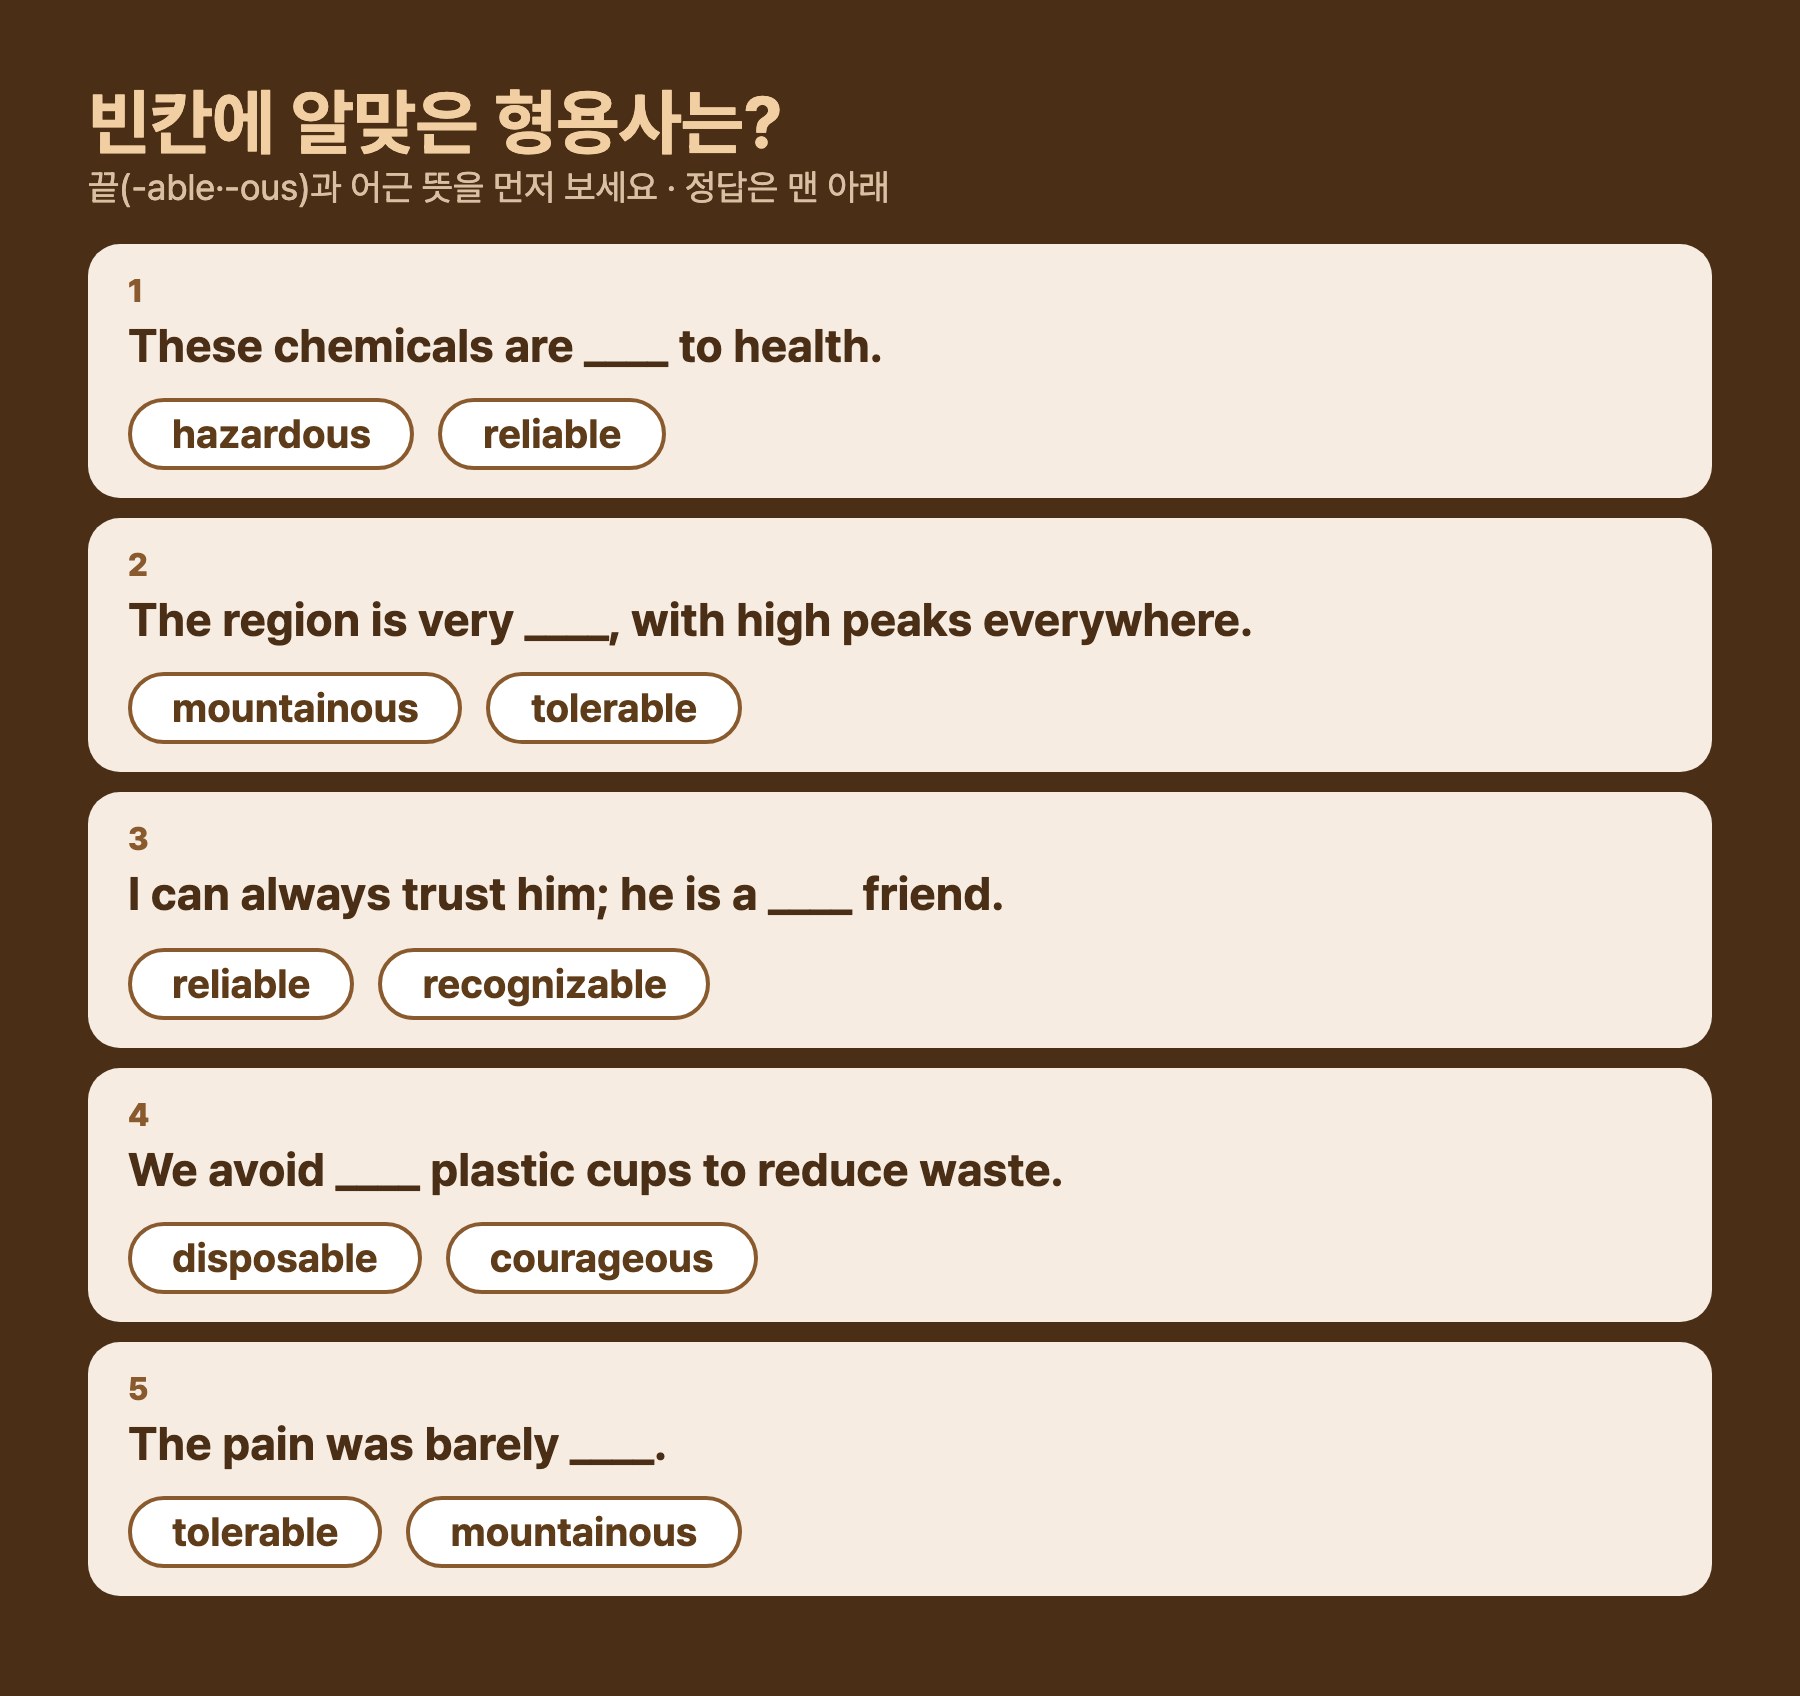 빈칸에 알맞은 형용사는?
끝(-able·-ous)과 어근 뜻을 먼저 보세요 · 정답은 맨 아래
1
These chemicals are ____ to health.
hazardous reliable
2
The region is very ____, with high peaks everywhere.
mountainous tolerable
3
I can always trust him; he is a ____ friend.
reliable recognizable
4
We avoid ____ plastic cups to reduce waste.
disposable courageous
5
The pain was barely ____.
tolerable mountainous